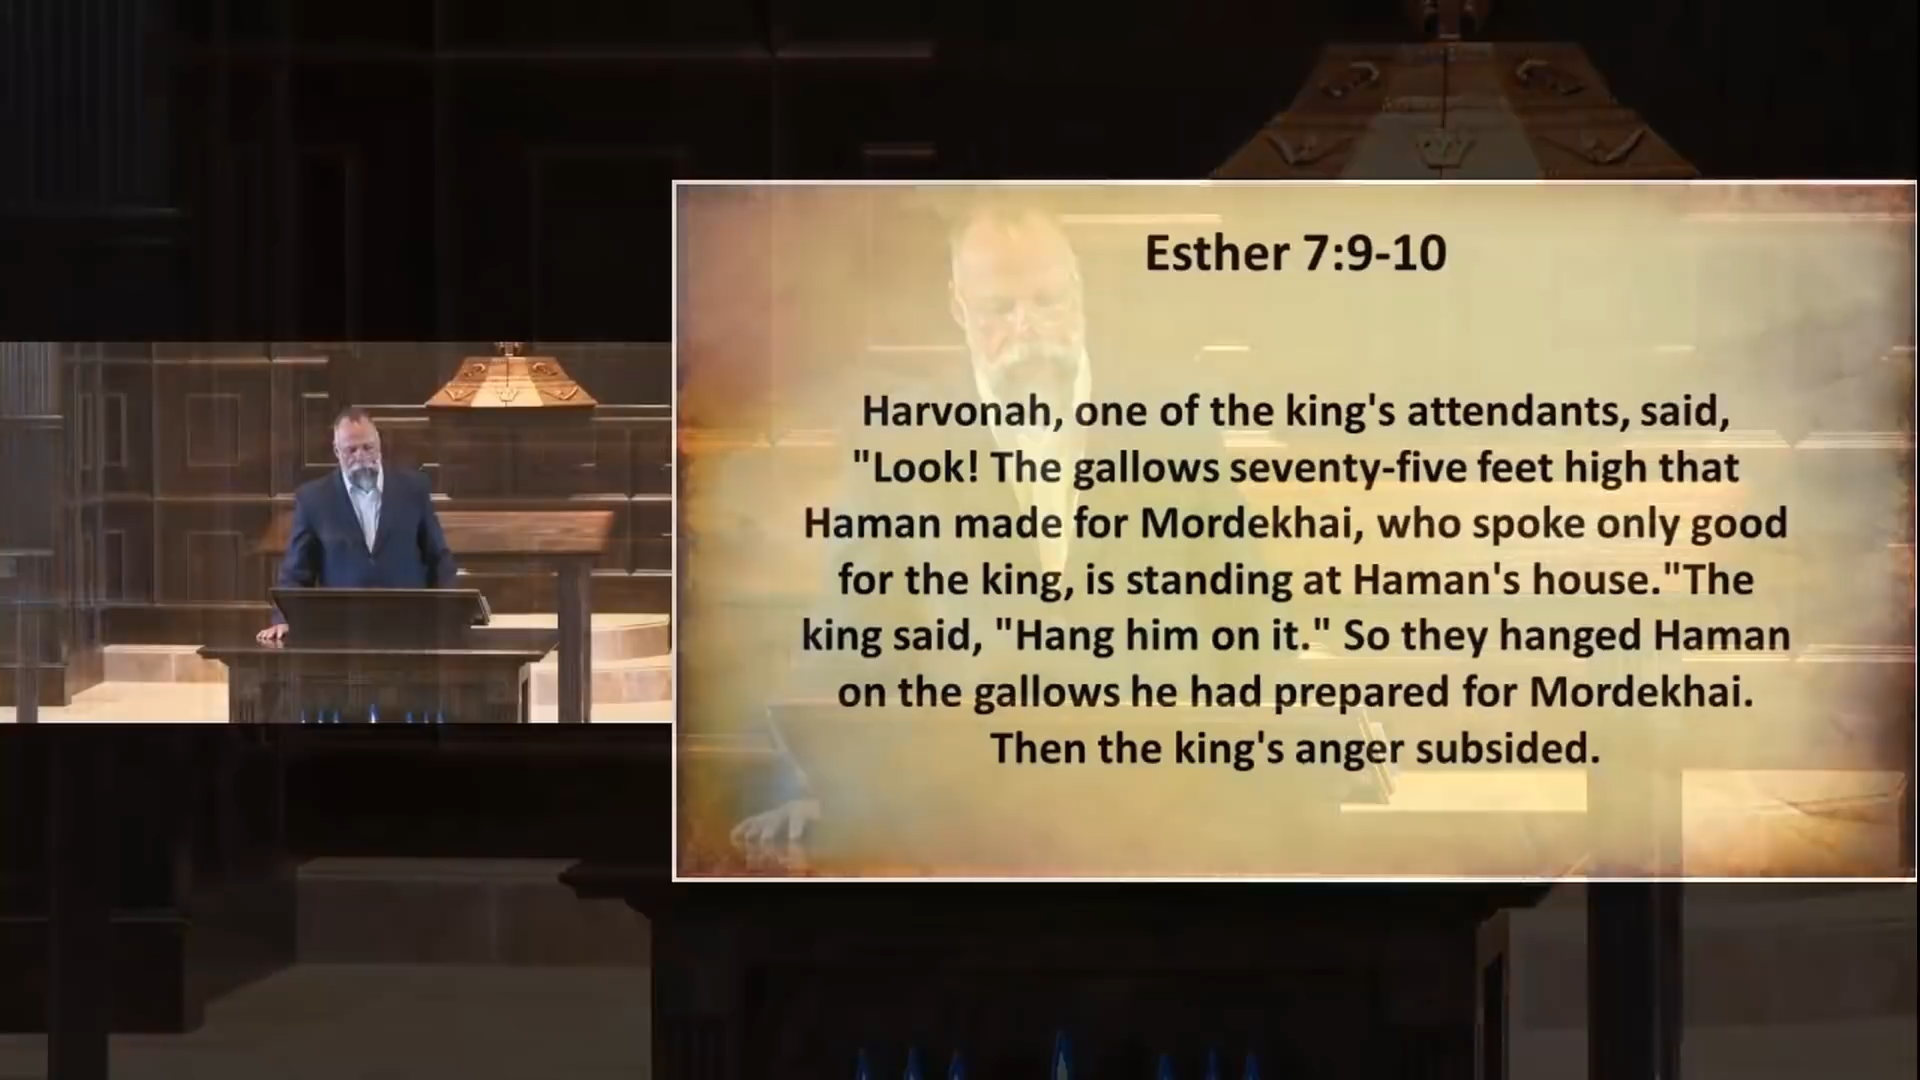 Esther 7:9-10
Harvonah, one of the king's attendants, said,
"Look! The gallows seventy-five feet high that
Haman made for Mordekhai, who spoke only good
for the king, is standing at Haman's house."The
king said, "Hang him on it." So they hanged Haman
on the gallows he had prepared for Mordekhai.
Then the king's anger subsided.